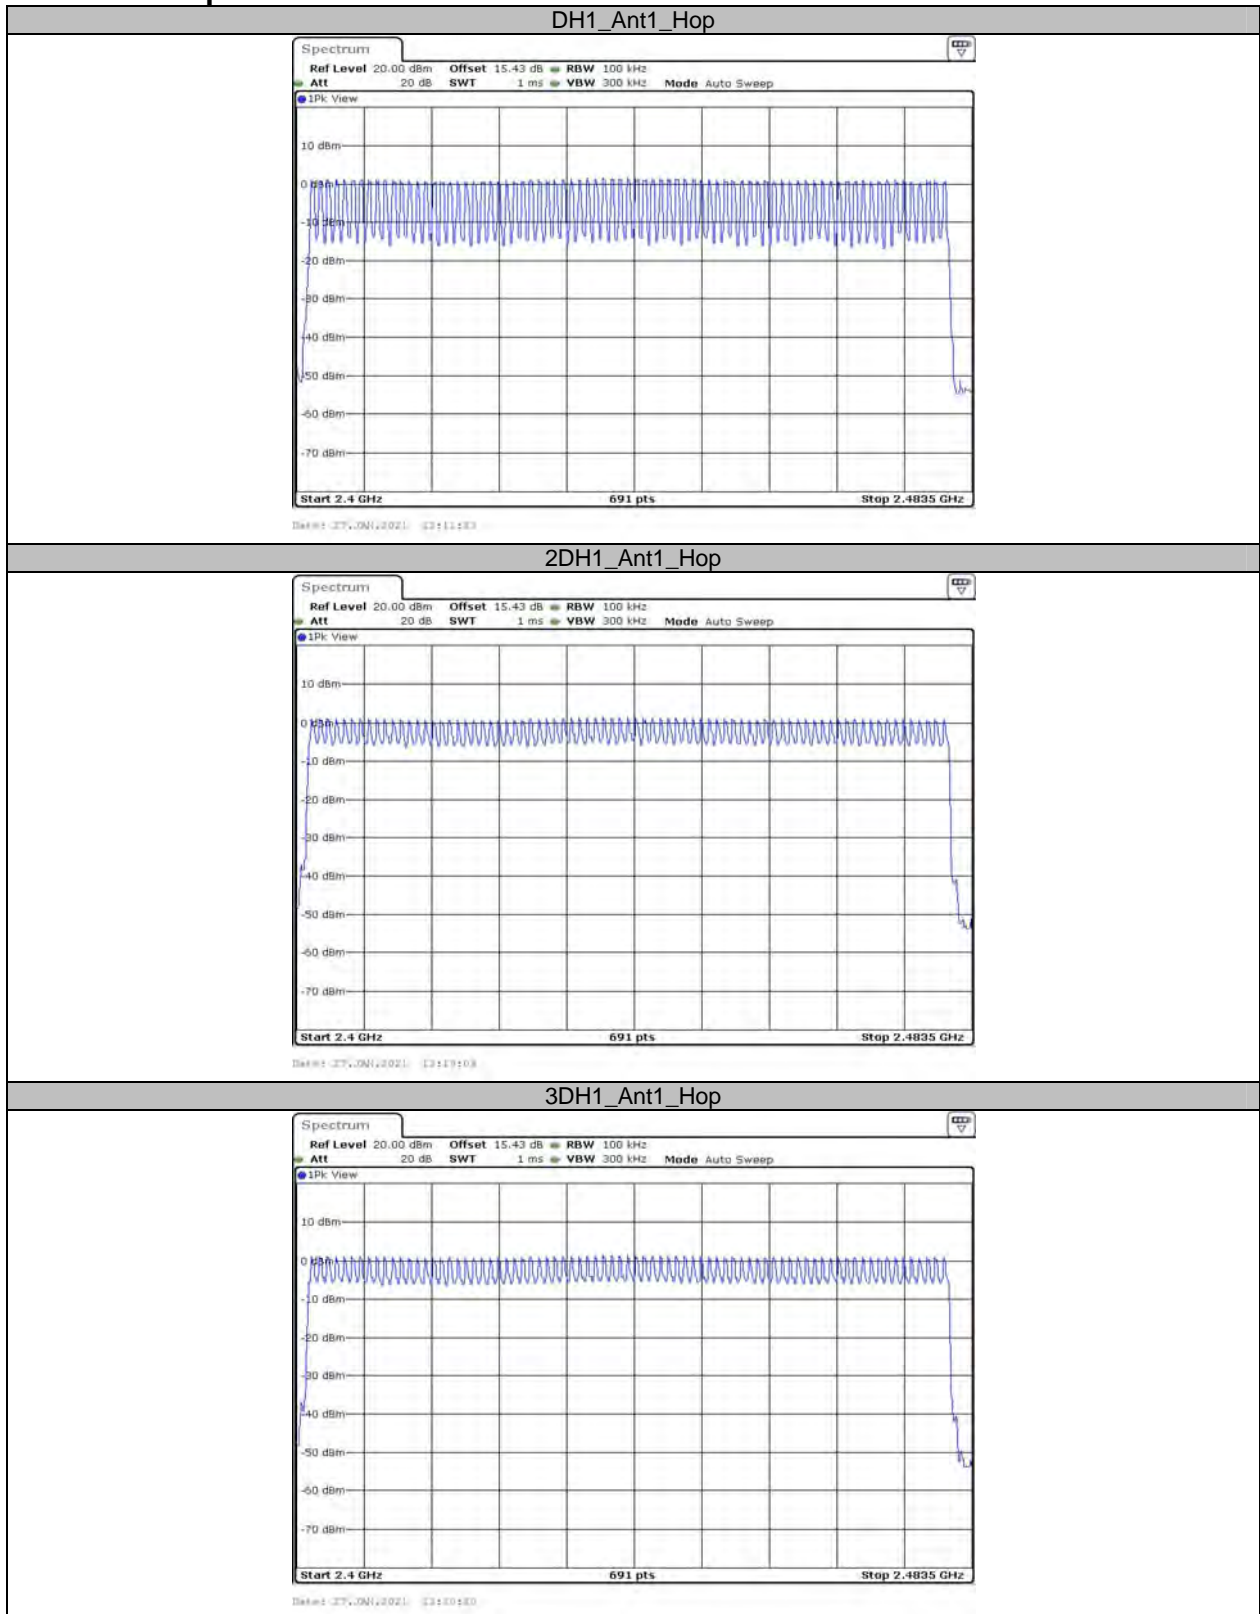 DH1_Ant1_Hop
Spectrum
Ref Level 20.00 dBm Offset 15.43 dB RBW 100 kHz
Att 20 dB SWT 1 ms VBW 300 kHz Mode Auto Sweep
1Pk View
10 dBm
0 dBm
-10 dBm
-20 dBm
-30 dBm
-40 dBm
-50 dBm
-60 dBm
-70 dBm
Start 2.4 GHz 691 pts Stop 2.4835 GHz
2DH1_Ant1_Hop
Spectrum
Ref Level 20.00 dBm Offset 15.43 dB RBW 100 kHz
Att 20 dB SWT 1 ms VBW 300 kHz Mode Auto Sweep
1Pk View
10 dBm
0 dBm
-10 dBm
-20 dBm
-30 dBm
-40 dBm
-50 dBm
-60 dBm
-70 dBm
Start 2.4 GHz 691 pts Stop 2.4835 GHz
3DH1_Ant1_Hop
Spectrum
Ref Level 20.00 dBm Offset 15.43 dB RBW 100 kHz
Att 20 dB SWT 1 ms VBW 300 kHz Mode Auto Sweep
1Pk View
10 dBm
0 dBm
-10 dBm
-20 dBm
-30 dBm
-40 dBm
-50 dBm
-60 dBm
-70 dBm
Start 2.4 GHz 691 pts Stop 2.4835 GHz